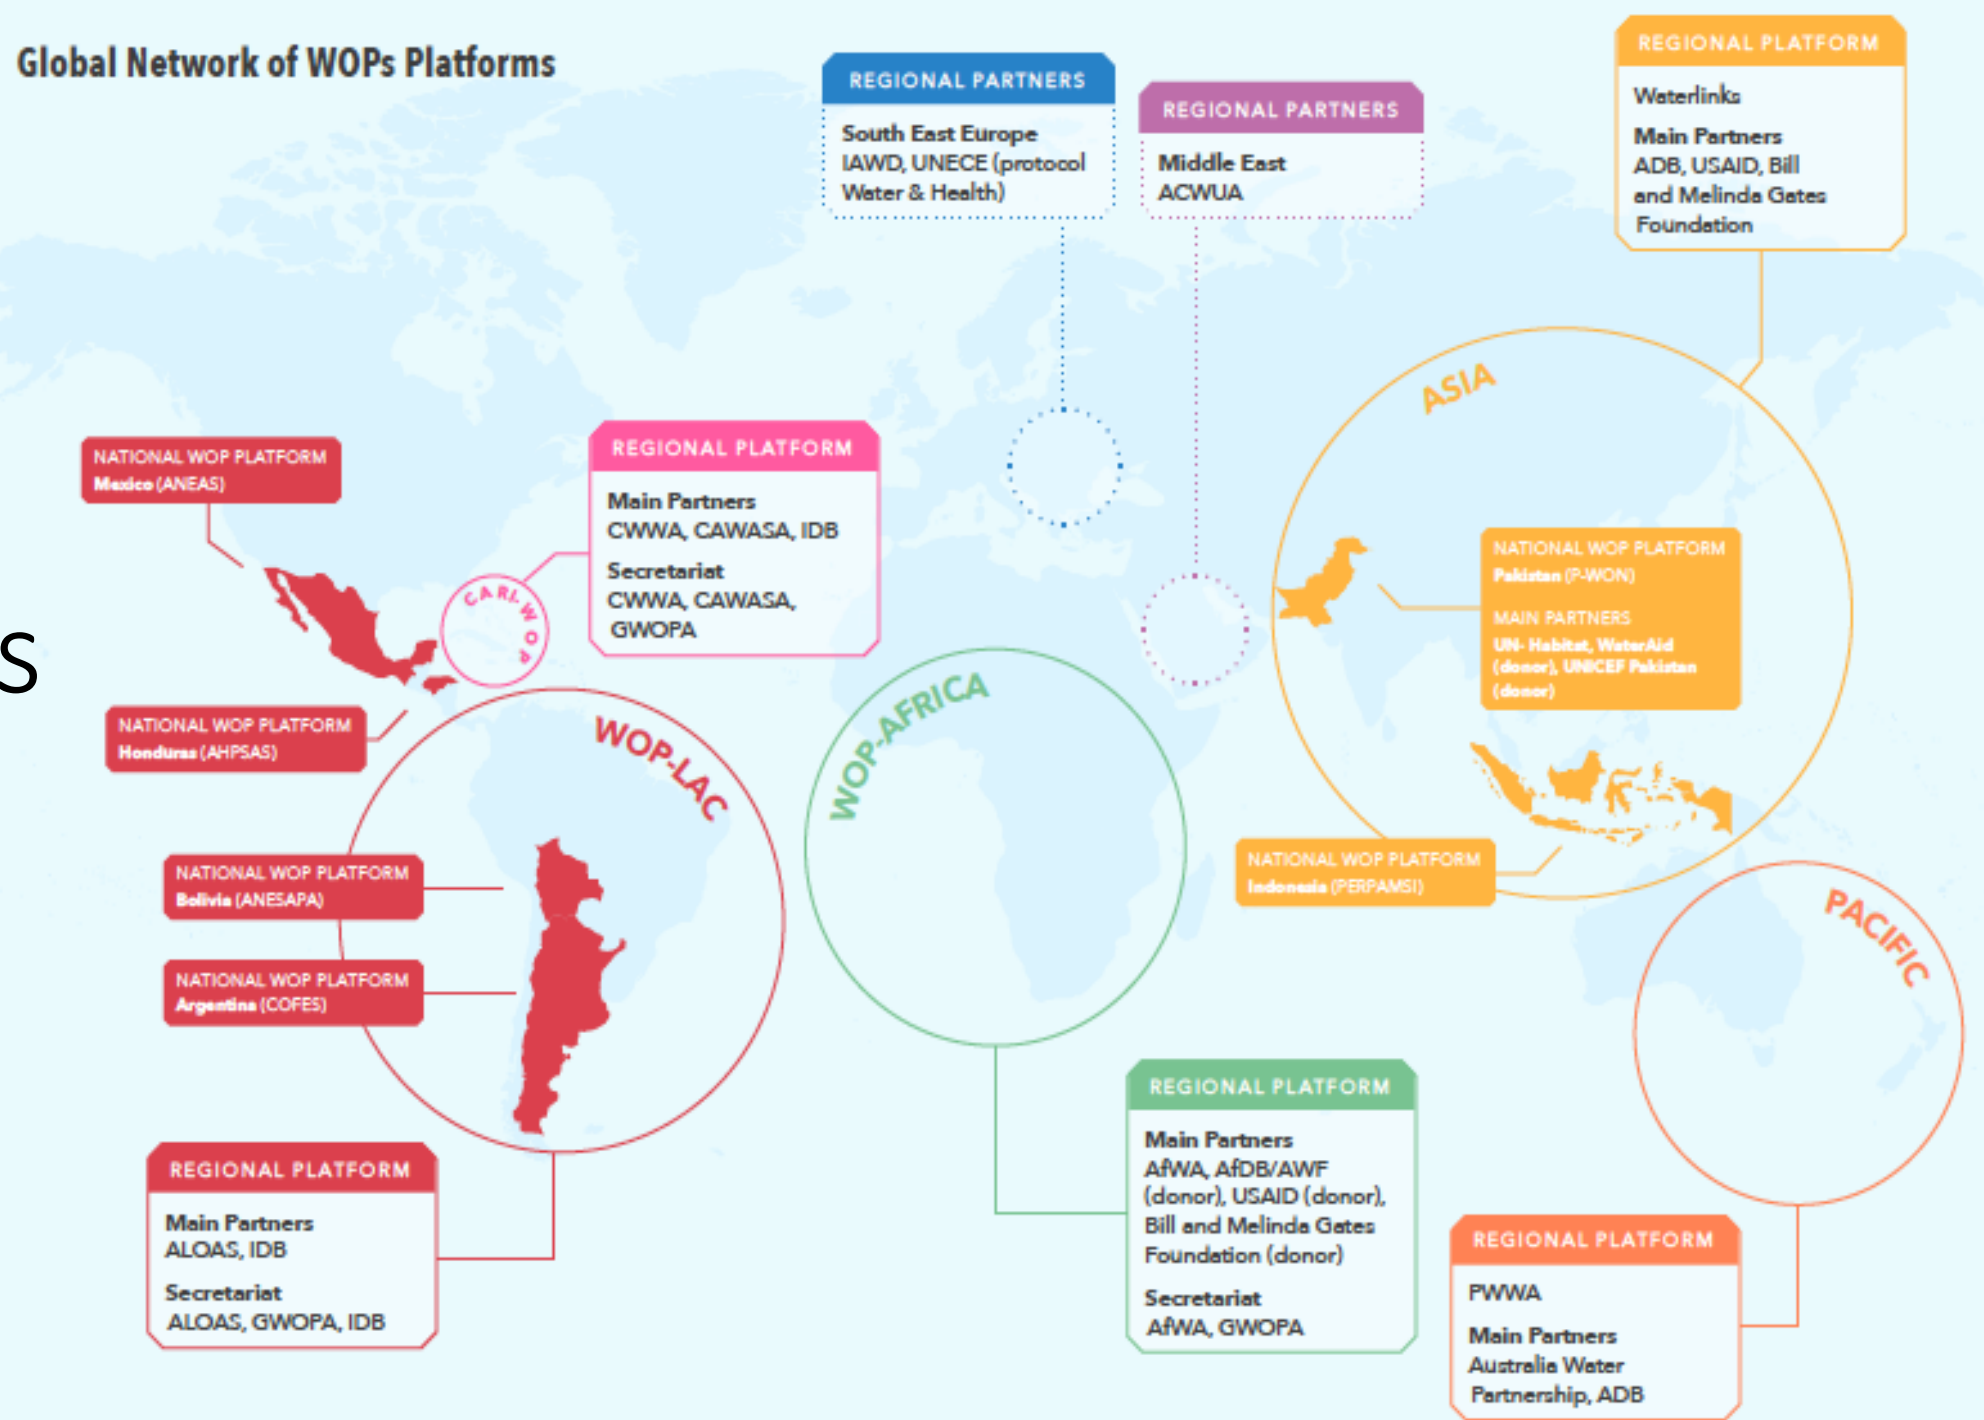 Global Network of WOPs Platforms
REGIONAL PARTNERS
South East Europe
IAWD, UNECE (protocol
Water & Health)
REGIONAL PARTNERS
Middle East
ACWUA
REGIONAL PLATFORM
Waterlinks
Main Partners
ADB, USAID, Bill
and Melinda Gates
Foundation
ASIA
NATIONAL WOP PLATFORM
Mexico (ANEAS)
REGIONAL PLATFORM
Main Partners
CWWA, CAWASA, IDB
Secretariat
CWWA, CAWASA,
GWOPA
CARI-WOP
NATIONAL WOP PLATFORM
Pakistan (P-WON)
MAIN PARTNERS
UN- Habitat, WaterAid
(donor), UNICEF Pakistan
(donor)
S
NATIONAL WOP PLATFORM
Honduras (AHPSAS)
WOP-LAC
WOP-AFRICA
NATIONAL WOP PLATFORM
Bolivia (ANESAPA)
NATIONAL WOP PLATFORM
Indonesia (PERPAMSI)
PACIFIC
NATIONAL WOP PLATFORM
Argentina (COFES)
REGIONAL PLATFORM
Main Partners
ALOAS, IDB
Secretariat
ALOAS, GWOPA, IDB
REGIONAL PLATFORM
Main Partners
AfWA, AfDB/AWF
(donor), USAID (donor),
Bill and Melinda Gates
Foundation (donor)
Secretariat
AfWA, GWOPA
REGIONAL PLATFORM
PWWA
Main Partners
Australia Water
Partnership, ADB